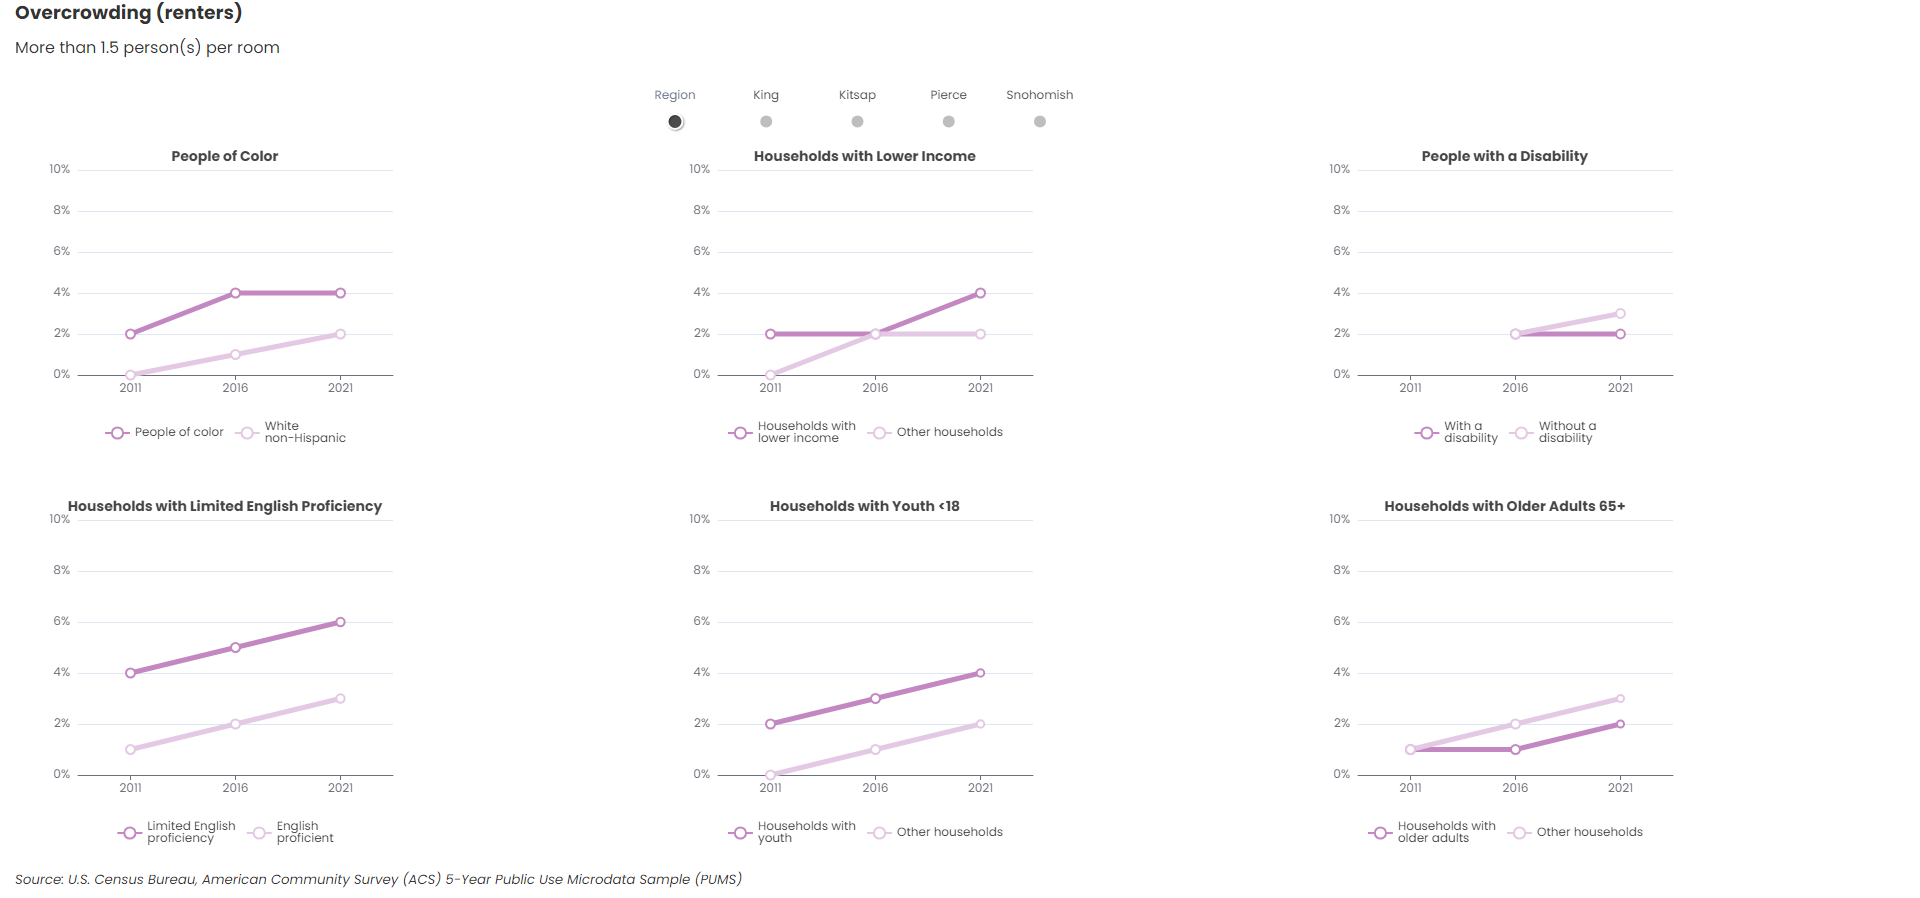 Overcrowding (renters)
More than 1.5 person(s) per room
Region King Kitsap Pierce Snohomish
People of Color
10%
8%
6%
4%
2%
0%
2011 2016 2021
People of color White
non-Hispanic
Households with Lower Income
10%
8%
6%
4%
2%
0%
2011 2016 2021
Households with
lower income Other households
People with a Disability
10%
8%
6%
4%
2%
0%
2011 2016 2021
With a
disability Without a
disability
Households with Limited English Proficiency
10%
8%
6%
4%
2%
0%
2011 2016 2021
Limited English
proficiency English
proficient
Households with Youth <18
10%
8%
6%
4%
2%
0%
2011 2016 2021
Households with
youth Other households
Households with Older Adults 65+
10%
8%
6%
4%
2%
0%
2011 2016 2021
Households with
older adults Other households
Source: U.S. Census Bureau, American Community Survey (ACS) 5-Year Public Use Microdata Sample (PUMS)